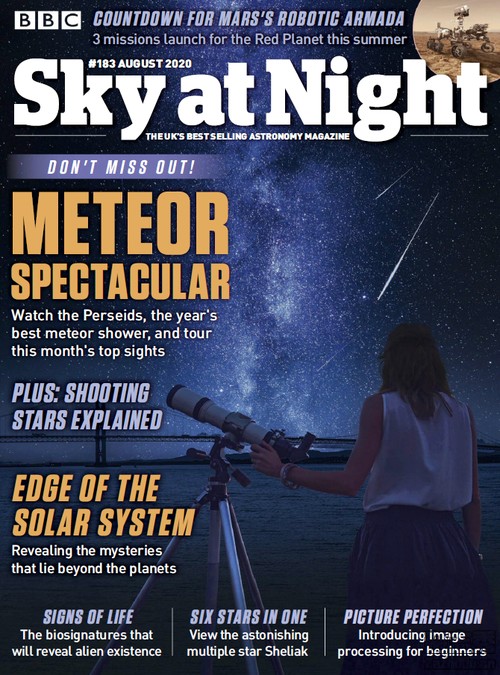 BBC
COUNTDOWN FOR MARS'S ROBOTIC ARMADA
3 missions launch for the Red Planet this summer
#183 AUGUST 2020
Sky at Night
THE UK'S BEST SELLING ASTRONOMY MAGAZINE
DON'T MISS OUT!
METEOR
SPECTACULAR
Watch the Perseids, the year's
best meteor shower, and tour
this month's top sights
PLUS: SHOOTING
STARS EXPLAINED
EDGE OF THE
SOLAR SYSTEM
Revealing the mysteries
that lie beyond the planets
SIGNS OF LIFE
The biosignatures that
will reveal alien existence
SIX STARS IN ONE
View the astonishing
multiple star Sheliak
PICTURE PERFECTION
Introducing image
processing for beginners